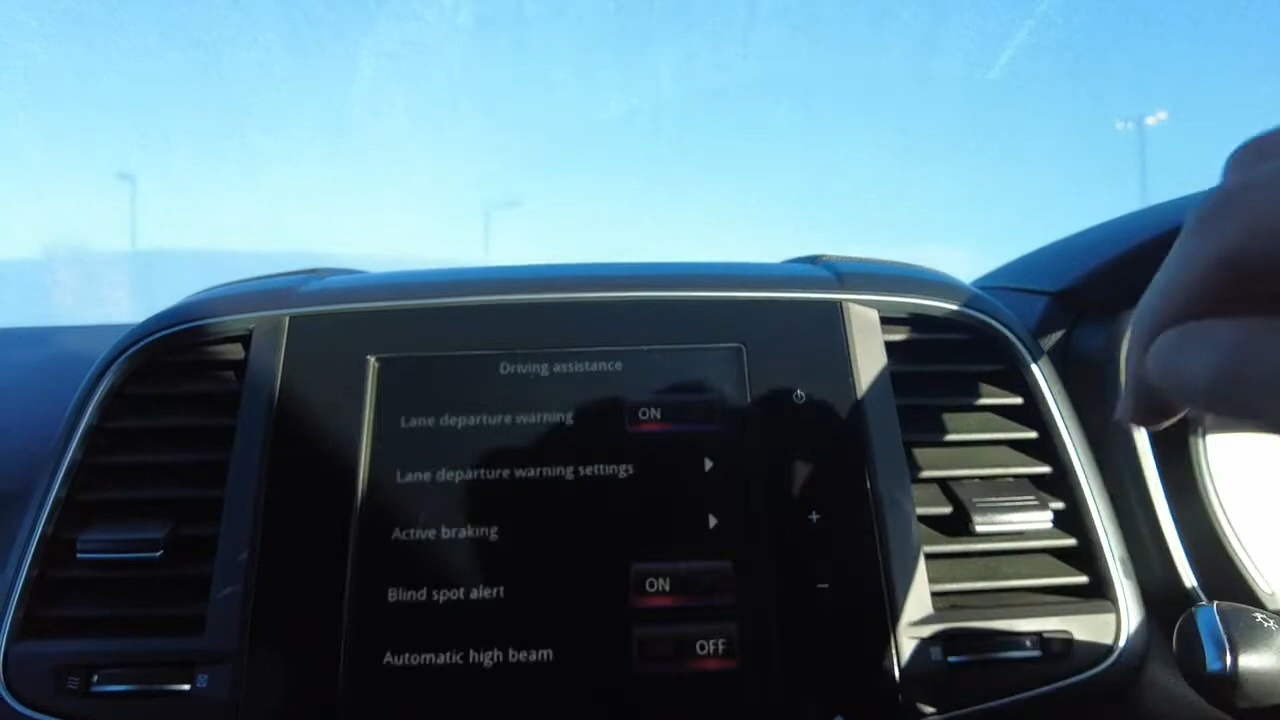 Driving assistance
Lane departure warning ON
Lane departure warning settings
Active braking
Blind spot alert ON
Automatic high beam OFF
+
−